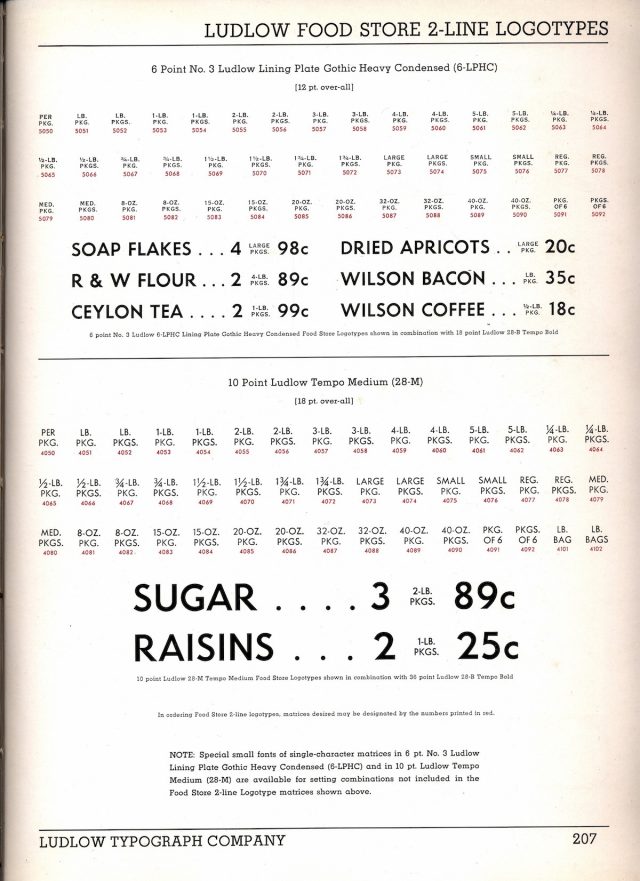 LUDLOW FOOD STORE 2-LINE LOGOTYPES
6 Point No. 3 Ludlow Lining Plate Gothic Heavy Condensed (6-LPHC)
[12 pt. over-all]
PER LB. LB. 1-LB. 1-LB. 2-LB. 2-LB. 3-LB. 3-LB. 4-LB. 4-LB. 5-LB. 5-LB. ¼-LB. ¼-LB.
PKG. PKG. PKGS. PKG. PKGS. PKG. PKGS. PKG. PKGS. PKG. PKGS. PKG. PKGS. PKG. PKGS.
5050 5051 5052 5053 5054 5055 5056 5057 5058 5059 5060 5061 5062 5063 5064
½-LB. ½-LB. ¾-LB. ¾-LB. 1½-LB. 1½-LB. 1¾-LB. 1¾-LB. LARGE LARGE SMALL SMALL REG. REG.
PKG. PKGS. PKG. PKGS. PKG. PKGS. PKG. PKGS. PKG. PKGS. PKG. PKGS. PKG. PKGS.
5065 5066 5067 5068 5069 5070 5071 5072 5073 5074 5075 5076 5077 5078
MED. MED. 8-OZ. 8-OZ. 15-OZ. 15-OZ. 20-OZ. 20-OZ. 32-OZ. 32-OZ. 40-OZ. 40-OZ. PKG. PKGS.
PKG. PKGS. PKG. PKGS. PKG. PKGS. PKG. PKGS. PKG. PKGS. PKG. PKGS. OF 6 OF 6
5079 5080 5081 5082 5083 5084 5085 5086 5087 5088 5089 5090 5091 5092
SOAP FLAKES . . . 4 LARGE PKGS. 98c DRIED APRICOTS . . LARGE PKG. 20c
R & W FLOUR . . . 2 4-LB. PKGS. 89c WILSON BACON . . . LB. PKG. 35c
CEYLON TEA . . . . 2 1-LB. PKGS. 99c WILSON COFFEE . . . ½-LB. PKG. 18c
6 point No. 3 Ludlow 6-LPHC Lining Plate Gothic Heavy Condensed Food Store Logotypes shown in combination with 18 point Ludlow 28-B Tempo Bold
10 Point Ludlow Tempo Medium (28-M)
[18 pt. over-all]
PER LB. LB. 1-LB. 1-LB. 2-LB. 2-LB. 3-LB. 3-LB. 4-LB. 4-LB. 5-LB. 5-LB. ¼-LB. ¼-LB.
PKG. PKG. PKGS. PKG. PKGS. PKG. PKGS. PKG. PKGS. PKG. PKGS. PKG. PKGS. PKG. PKGS.
4050 4051 4052 4053 4054 4055 4056 4057 4058 4059 4060 4061 4062 4063 4064
½-LB. ½-LB. ¾-LB. ¾-LB. 1½-LB. 1½-LB. 1¾-LB. 1¾-LB. LARGE LARGE SMALL SMALL REG. REG. MED.
PKG. PKGS. PKG. PKGS. PKG. PKGS. PKG. PKGS. PKG. PKGS. PKG. PKGS. PKG. PKGS. PKG.
4065 4066 4067 4068 4069 4070 4071 4072 4073 4074 4075 4076 4077 4078 4079
MED. 8-OZ. 8-OZ. 15-OZ. 15-OZ. 20-OZ. 20-OZ. 32-OZ. 32-OZ. 40-OZ. 40-OZ. PKG. PKGS. LB. LB.
PKGS. PKG. PKGS. PKG. PKGS. PKG. PKGS. PKG. PKGS. PKG. PKGS. OF 6 OF 6 BAG BAGS
4080 4081 4082 4083 4084 4085 4086 4087 4088 4089 4090 4091 4092 4101 4102
SUGAR . . . . 3 2-LB. PKGS. 89c
RAISINS . . . 2 1-LB. PKGS. 25c
10 point Ludlow 28-M Tempo Medium Food Store Logotypes shown in combination with 36 point Ludlow 28-B Tempo Bold
In ordering Food Store 2-line logotypes, matrices desired may be designated by the numbers printed in red.
NOTE: Special small fonts of single-character matrices in 6 pt. No. 3 Ludlow
Lining Plate Gothic Heavy Condensed (6-LPHC) and in 10 pt. Ludlow Tempo
Medium (28-M) are available for setting combinations not included in the
Food Store 2-line Logotype matrices shown above.
LUDLOW TYPOGRAPH COMPANY 207